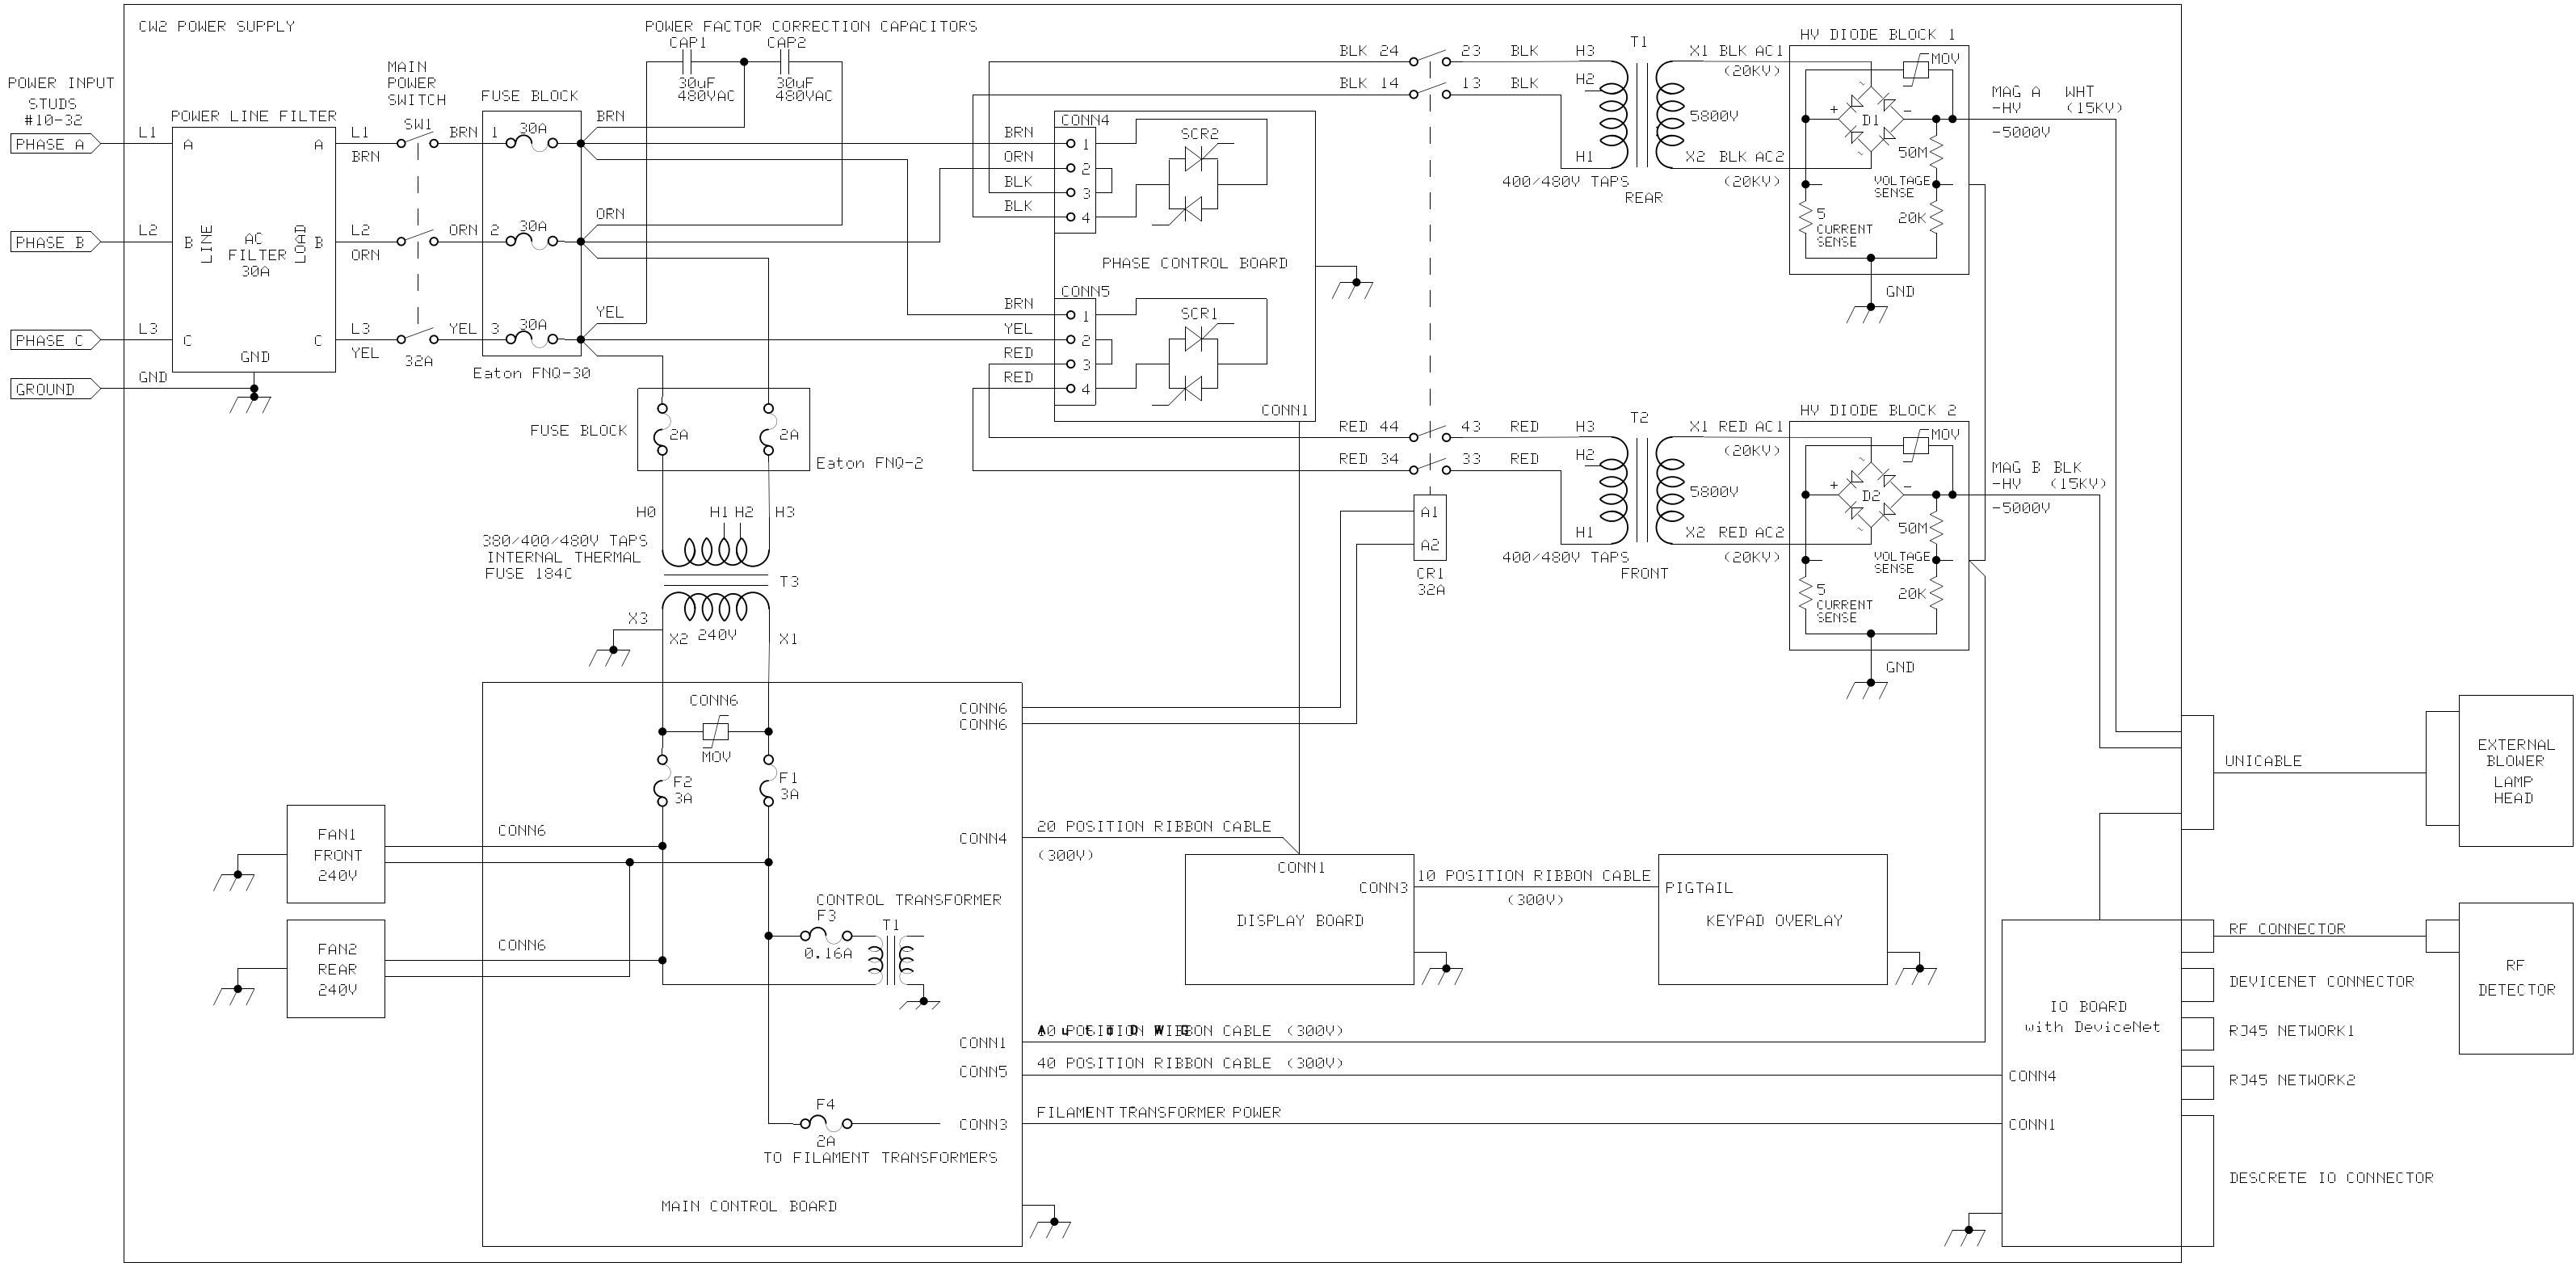 CW2 POWER SUPPLY
POWER INPUT
STUDS
#10-32
PHASE A
PHASE B
PHASE C
GROUND
L1
L2
L3
GND
POWER LINE FILTER
A
A
B
B
C
C
LINE
AC
FILTER
30A
LOAD
GND
L1
BRN
L2
ORN
L3
YEL
MAIN
POWER
SWITCH
SW1
32A
BRN 1
ORN 2
YEL 3
FUSE BLOCK
30A
30A
30A
Eaton FNQ-30
POWER FACTOR CORRECTION CAPACITORS
CAP1
30uF
480VAC
CAP2
30uF
480VAC
BRN
ORN
YEL
FUSE BLOCK
2A
2A
Eaton FNQ-2
H0
H1 H2
H3
380/400/480V TAPS
INTERNAL THERMAL
FUSE 184C
T3
X3
X2
240V
X1
CONN4
BRN
1
ORN
2
BLK
3
BLK
4
SCR2
PHASE CONTROL BOARD
CONN5
BRN
1
YEL
2
RED
3
RED
4
SCR1
CONN1
BLK 24
23
BLK
BLK 14
13
BLK
RED 44
43
RED
RED 34
33
RED
A1
A2
CR1
32A
H3
H2
H1
T1
400/480V TAPS
REAR
X1 BLK AC1
(20KV)
5800V
X2 BLK AC2
(20KV)
HV DIODE BLOCK 1
MOV
+
-
~
~
D1
50M
VOLTAGE
SENSE
5
CURRENT
SENSE
20K
GND
MAG A WHT
-HV (15KV)
-5000V
H3
H2
H1
T2
400/480V TAPS
FRONT
X1 RED AC1
(20KV)
5800V
X2 RED AC2
(20KV)
HV DIODE BLOCK 2
MOV
+
-
~
~
D2
50M
VOLTAGE
SENSE
5
CURRENT
SENSE
20K
GND
MAG B BLK
-HV (15KV)
-5000V
CONN6
MOV
F2
3A
F1
3A
CONN6
CONN6
FAN1
FRONT
240V
CONN6
FAN2
REAR
240V
CONN6
CONTROL TRANSFORMER
F3
0.16A
T1
CONN4
20 POSITION RIBBON CABLE
(300V)
CONN1
CONN3
DISPLAY BOARD
10 POSITION RIBBON CABLE
(300V)
PIGTAIL
KEYPAD OVERLAY
CONN1
POSITION RIBBON CABLE (300V)
AutoDWG
CONN5
40 POSITION RIBBON CABLE (300V)
CONN4
F4
2A
CONN3
FILAMENT TRANSFORMER POWER
CONN1
TO FILAMENT TRANSFORMERS
MAIN CONTROL BOARD
IO BOARD
with DeviceNet
UNICABLE
EXTERNAL
BLOWER
LAMP
HEAD
RF CONNECTOR
RF
DETECTOR
DEVICENET CONNECTOR
RJ45 NETWORK1
RJ45 NETWORK2
DESCRETE IO CONNECTOR